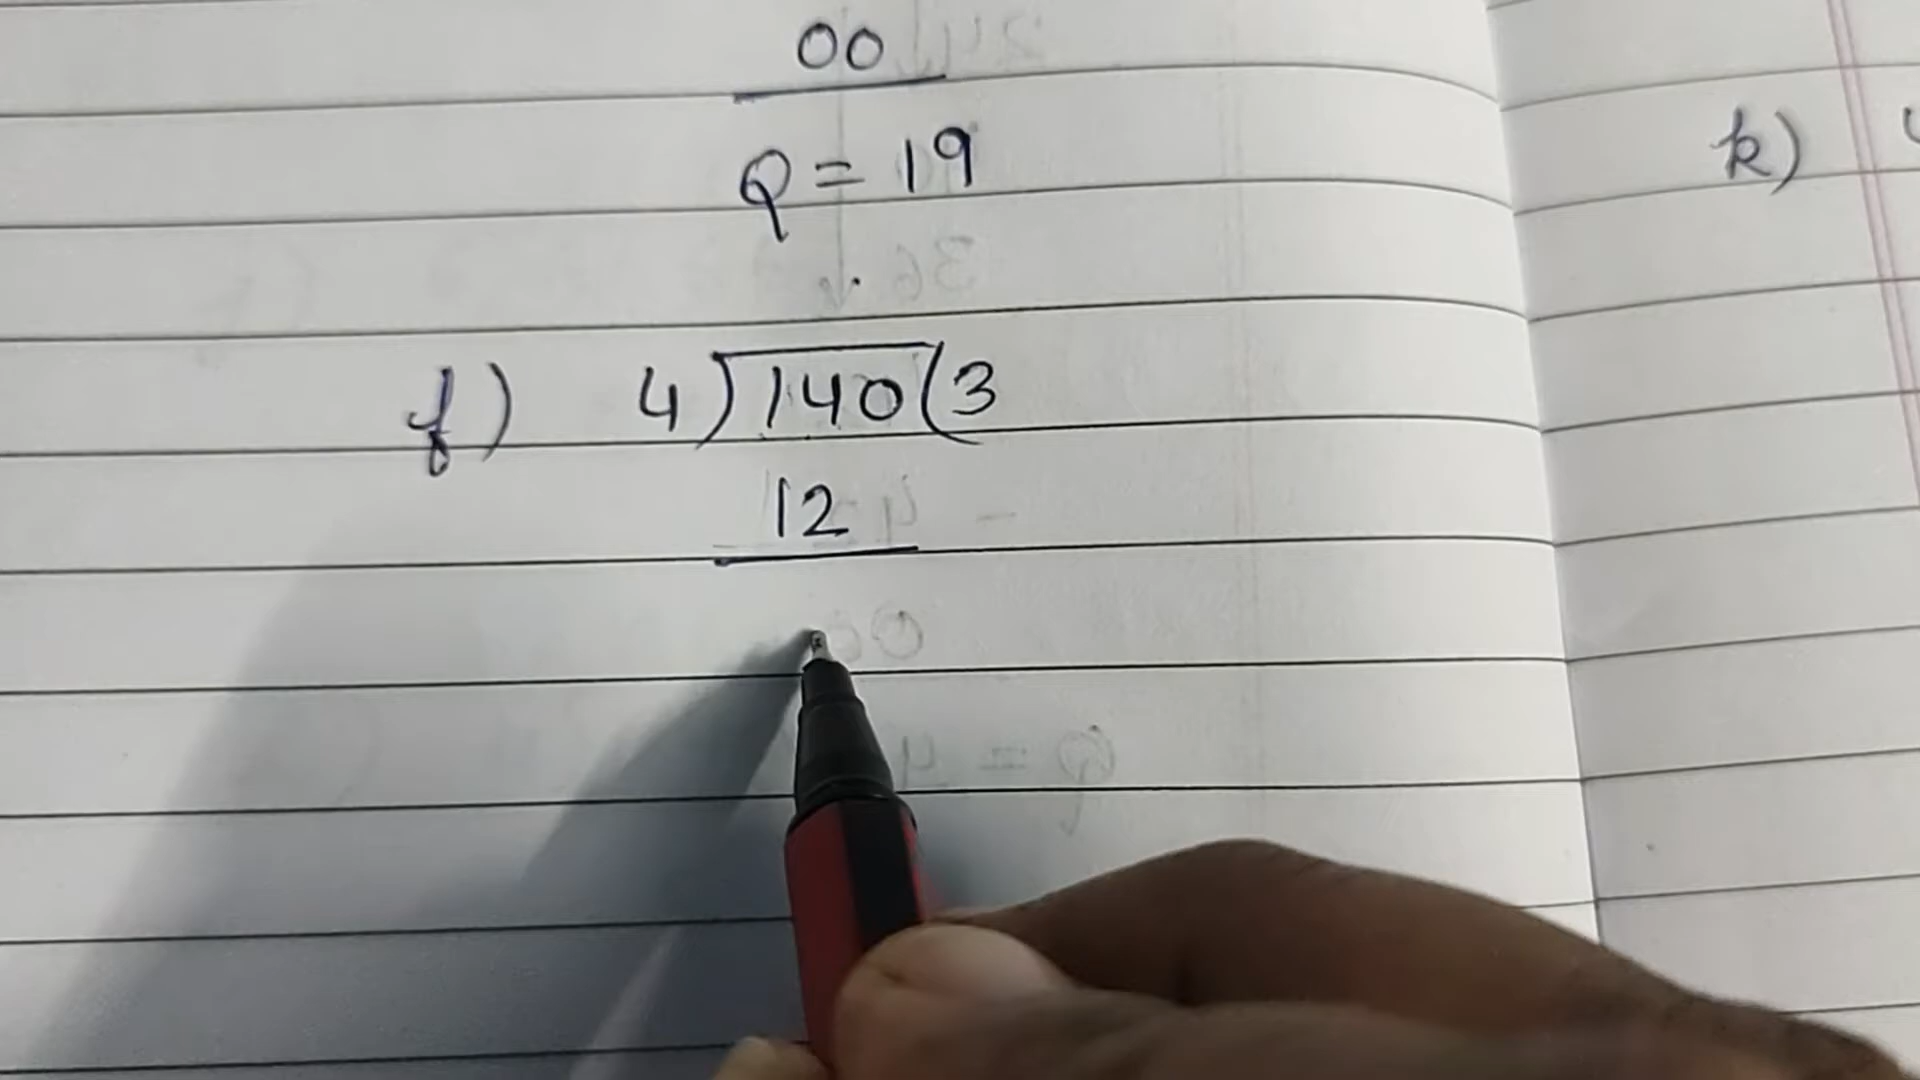 00
Q = 19
k)
f) 4)140(3
12